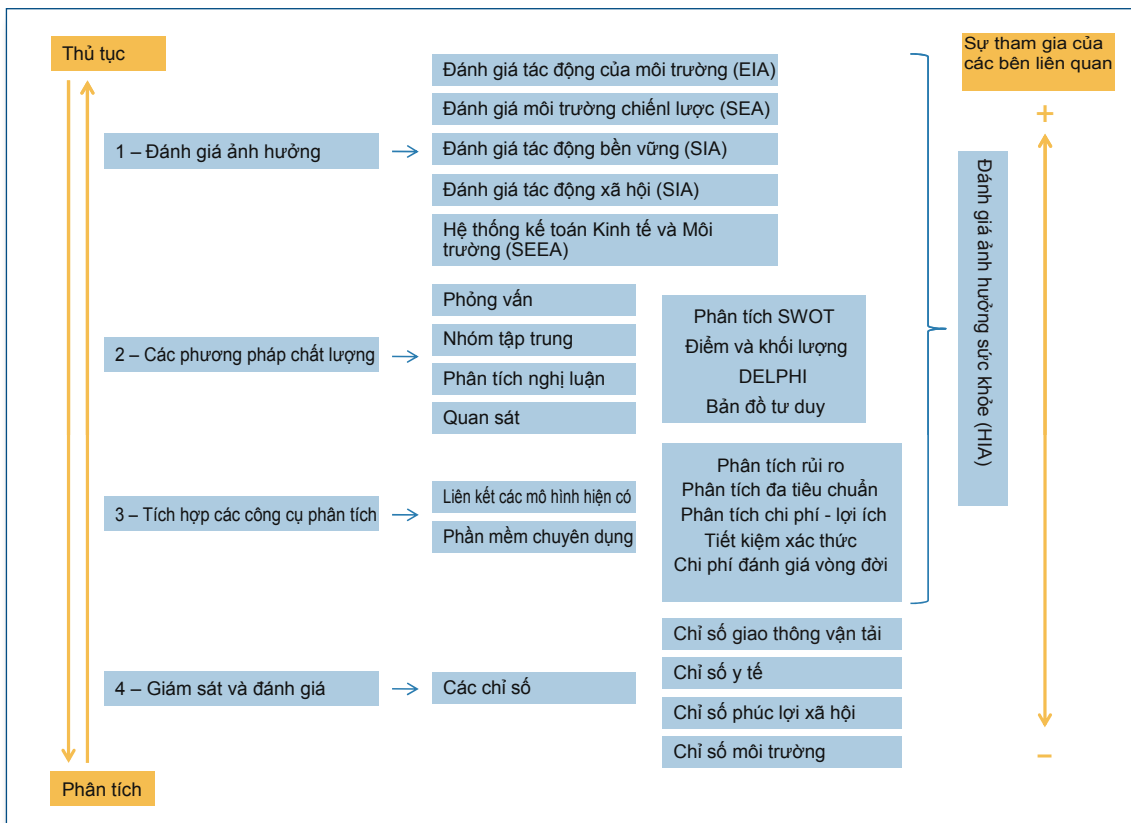 Thủ tục
Sự tham gia của
các bên liên quan
+
1 – Đánh giá ảnh hưởng
Đánh giá tác động của môi trường (EIA)
Đánh giá môi trường chiếnl lược (SEA)
Đánh giá tác động bền vững (SIA)
Đánh giá tác động xã hội (SIA)
Hệ thống kế toán Kinh tế và Môi
trường (SEEA)
2 – Các phương pháp chất lượng
Phỏng vấn
Nhóm tập trung
Phân tích nghị luận
Quan sát
Phân tích SWOT
Điểm và khối lượng
DELPHI
Bản đồ tư duy
3 – Tích hợp các công cụ phân tích
Liên kết các mô hình hiện có
Phần mềm chuyên dụng
Phân tích rủi ro
Phân tích đa tiêu chuẩn
Phân tích chi phí - lợi ích
Tiết kiệm xác thức
Chi phí đánh giá vòng đời
Đánh giá ảnh hưởng sức khỏe (HIA)
4 – Giám sát và đánh giá
Các chỉ số
Chỉ số giao thông vận tải
Chỉ số y tế
Chỉ số phúc lợi xã hội
Chỉ số môi trường
–
Phân tích